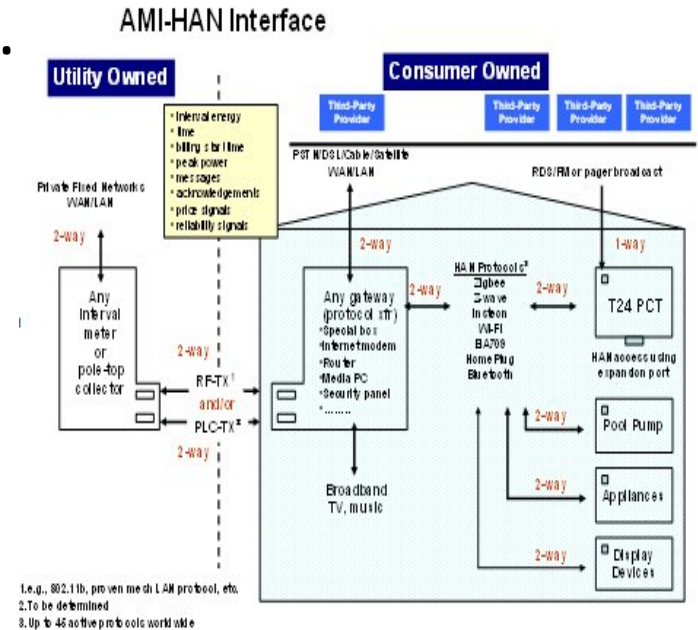 AMI-HAN Interface
Utility Owned
Consumer Owned
Third-Party
Provider
Third-Party
Provider
Third-Party
Provider
Third-Party
Provider
• Interval energy
• time
• billing start time
• peak power
• messages
• acknowledgements
• price signals
• reliability signals
PSTN/DSL/Cable/Satellite
WAN/LAN
RDS/FM or pager broadcast
Private Fixed Networks
WAN/LAN
2-way
2-way
1-way
Any
Interval
meter
or
pole-top
collector
2-way
RF-TX¹
and/or
PLC-TX²
2-way
Any gateway
(protocol xfr)
•Special box
•Internet modem
•Router
•Media PC
•Security panel
•........
2-way
HAN Protocols³
Zigbee
Z-wave
Insteon
Wi-Fi
EIA709
Home Plug
Bluetooth
2-way
T24 PCT
HAN access using
expansion port
2-way
Pool Pump
2-way
Appliances
2-way
Display
Devices
Broadband
TV, music
1.e.g., 802.11b, proven mesh LAN protocol, etc.
2.To be determined
3.Up to 45 active protocols world wide